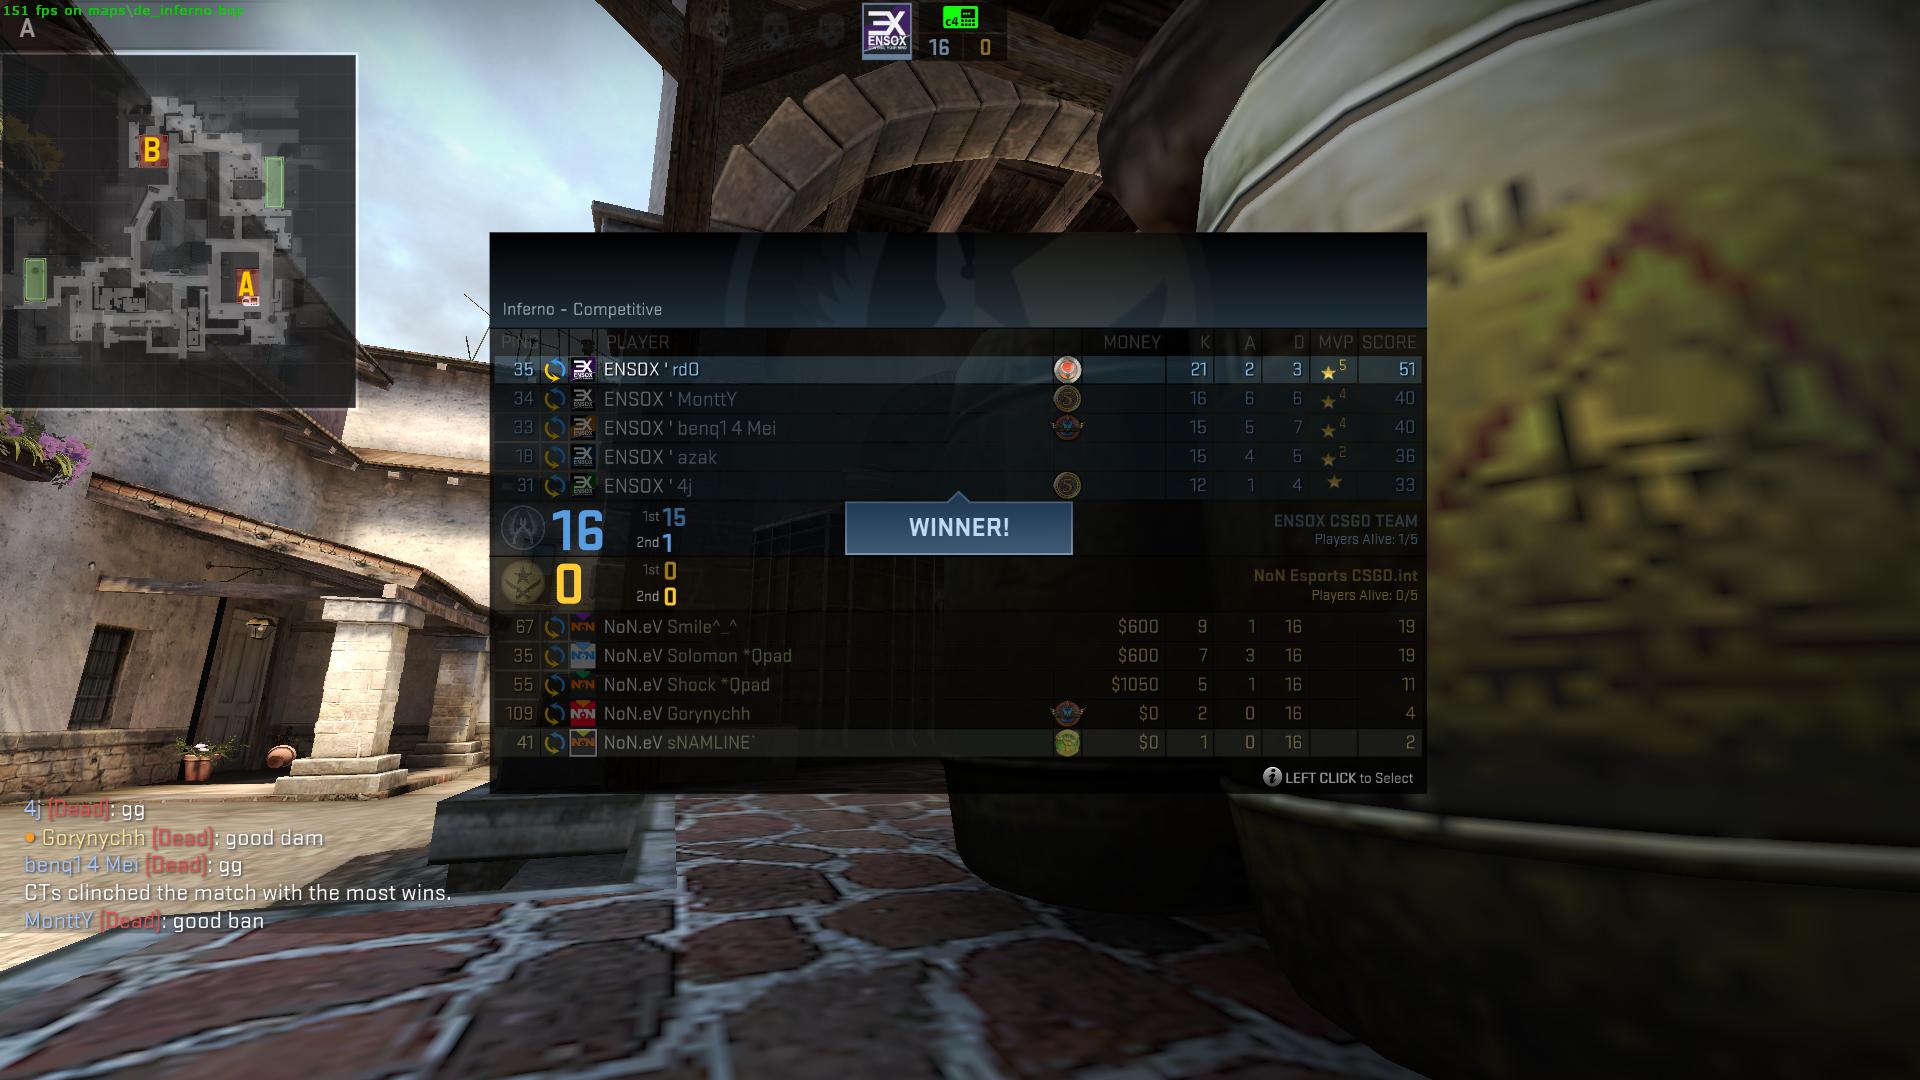 151 fps on maps\de_inferno.bsp
A
ENSOX
c4
16 0
B
A
Inferno - Competitive
PING PLAYER MONEY K A D MVP SCORE
35 ENSOX ' rd0 21 2 3 5 51
34 ENSOX ' MonttY 5 16 6 6 4 40
33 ENSOX ' benq1 4 Mei 15 5 7 4 40
18 ENSOX ' azak 15 4 5 2 36
31 ENSOX ' 4j 5 12 1 4 33
16 1st 15
2nd 1
WINNER!
ENSOX CSGO TEAM
Players Alive: 1/5
0 1st 0
2nd 0
NoN Esports CSGO.int
Players Alive: 0/5
67 NoN.eV Smile^_^ $600 9 1 16 19
35 NoN.eV Solomon *Qpad $600 7 3 16 19
55 NoN.eV Shock *Qpad $1050 5 1 16 11
109 NoN.eV Gorynychh $0 2 0 16 4
41 NoN.eV sNAMLINE` $0 1 0 16 2
LEFT CLICK to Select
4j (Dead): gg
Gorynychh (Dead): good dam
benq1 4 Mei (Dead): gg
CTs clinched the match with the most wins.
MonttY (Dead): good ban